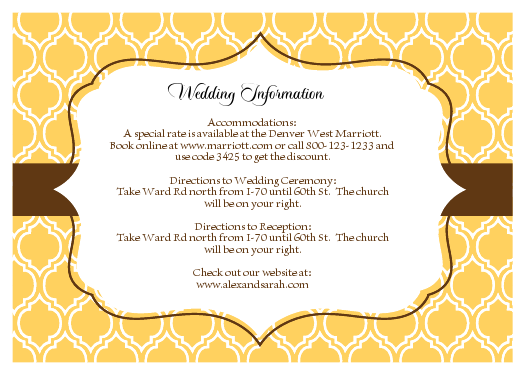 Wedding Information
Accommodations:
A special rate is available at the Denver West Marriott.
Book online at www.marriott.com or call 800-123-1233 and
use code 3425 to get the discount.
Directions to Wedding Ceremony:
Take Ward Rd north from I-70 until 60th St. The church
will be on your right.
Directions to Reception:
Take Ward Rd north from I-70 until 60th St. The church
will be on your right.
Check out our website at:
www.alexandsarah.com